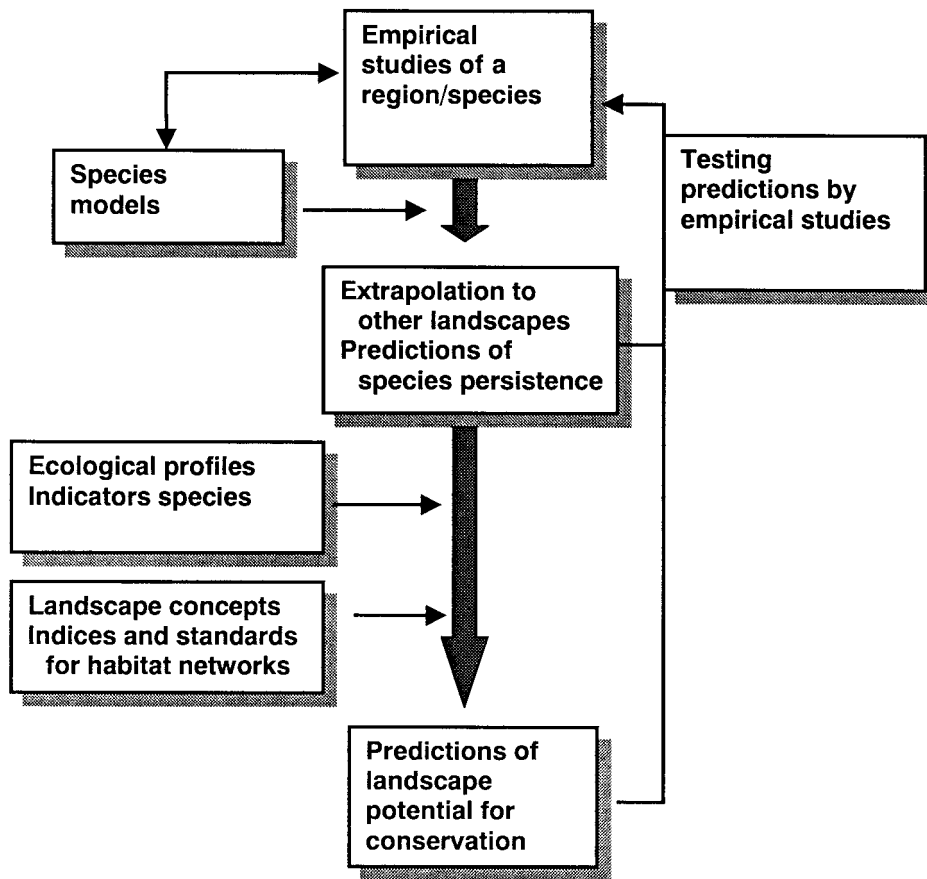 Empirical
studies of a
region/species
Species
models
Testing
predictions by
empirical studies
Extrapolation to
other landscapes
Predictions of
species persistence
Ecological profiles
Indicators species
Landscape concepts
Indices and standards
for habitat networks
Predictions of
landscape
potential for
conservation